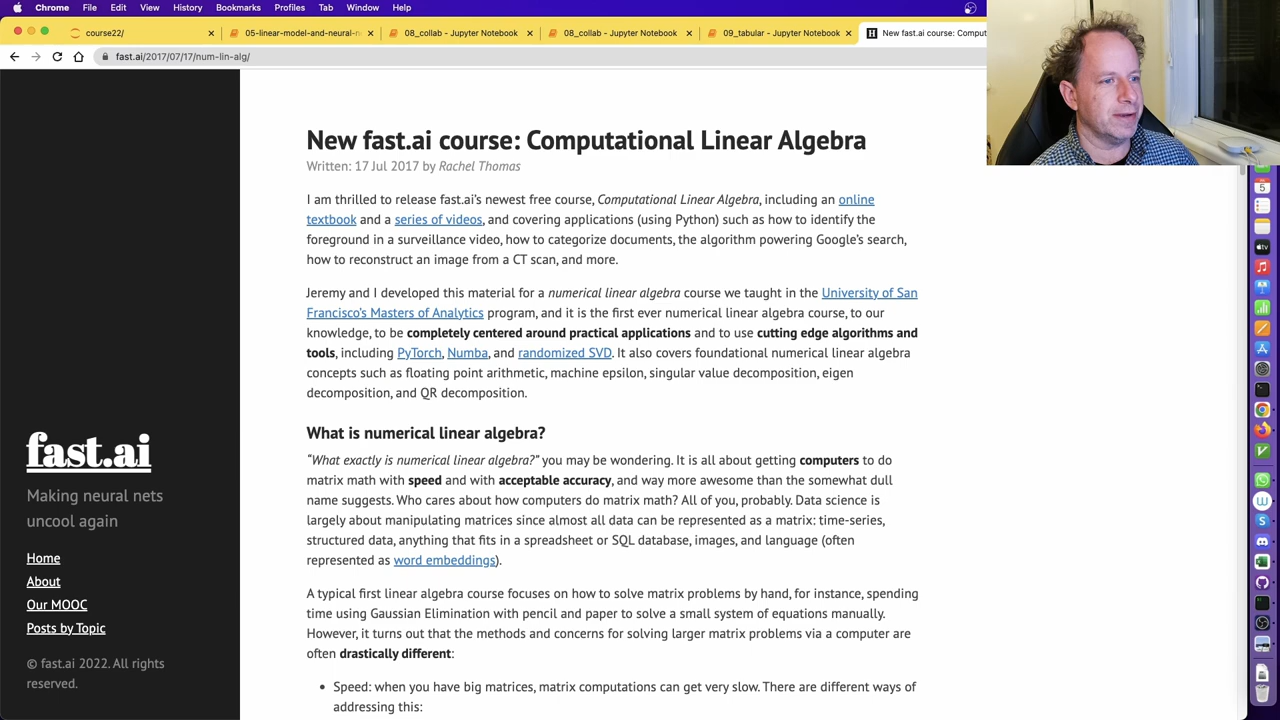 Chrome File Edit View History Bookmarks Profiles Tab Window Help
course22/
05-linear-model-and-neural-n
08_collab - Jupyter Notebook
08_collab - Jupyter Notebook
09_tabular - Jupyter Notebook
New fast.ai course: Comput
fast.ai/2017/07/17/num-lin-alg/
New fast.ai course: Computational Linear Algebra
Written: 17 Jul 2017 by Rachel Thomas
I am thrilled to release fast.ai’s newest free course, Computational Linear Algebra, including an online
textbook and a series of videos, and covering applications (using Python) such as how to identify the
foreground in a surveillance video, how to categorize documents, the algorithm powering Google’s search,
how to reconstruct an image from a CT scan, and more.
Jeremy and I developed this material for a numerical linear algebra course we taught in the University of San
Francisco’s Masters of Analytics program, and it is the first ever numerical linear algebra course, to our
knowledge, to be completely centered around practical applications and to use cutting edge algorithms and
tools, including PyTorch, Numba, and randomized SVD. It also covers foundational numerical linear algebra
concepts such as floating point arithmetic, machine epsilon, singular value decomposition, eigen
decomposition, and QR decomposition.
What is numerical linear algebra?
“What exactly is numerical linear algebra?” you may be wondering. It is all about getting computers to do
matrix math with speed and with acceptable accuracy, and way more awesome than the somewhat dull
name suggests. Who cares about how computers do matrix math? All of you, probably. Data science is
largely about manipulating matrices since almost all data can be represented as a matrix: time-series,
structured data, anything that fits in a spreadsheet or SQL database, images, and language (often
represented as word embeddings).
A typical first linear algebra course focuses on how to solve matrix problems by hand, for instance, spending
time using Gaussian Elimination with pencil and paper to solve a small system of equations manually.
However, it turns out that the methods and concerns for solving larger matrix problems via a computer are
often drastically different:
• Speed: when you have big matrices, matrix computations can get very slow. There are different ways of
addressing this:
fast.ai
Making neural nets
uncool again
Home
About
Our MOOC
Posts by Topic
© fast.ai 2022. All rights
reserved.
5